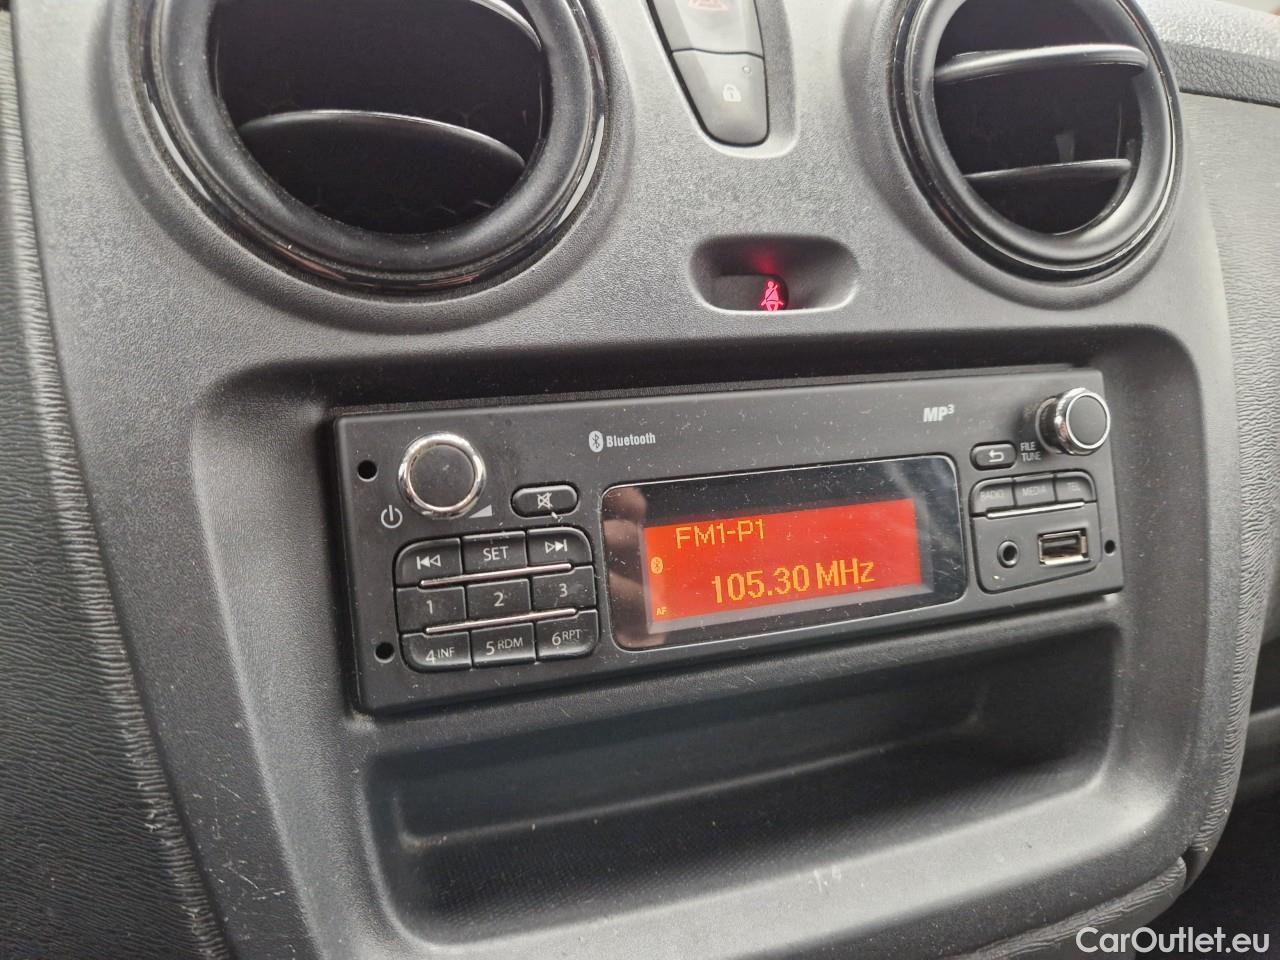 Bluetooth
MP3
FILE
TUNE
RADIO MEDIA TEL
SET
1 2 3
4 INF 5 RDM 6 RPT
FM1-P1
105.30 MHz
AF
CarOutlet.eu